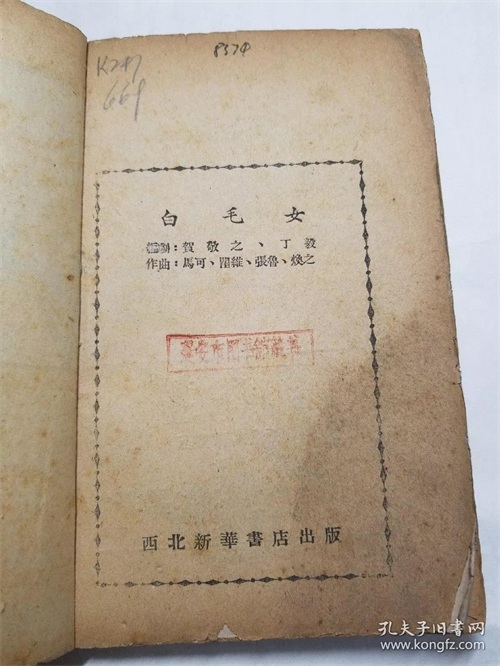 8374
K247
664
白毛女
編劇：賀敬之、丁毅
作曲：馬可、瞿維、張魯、煥之
西北新華書店出版
孔夫子旧书网
www.kongfz.com